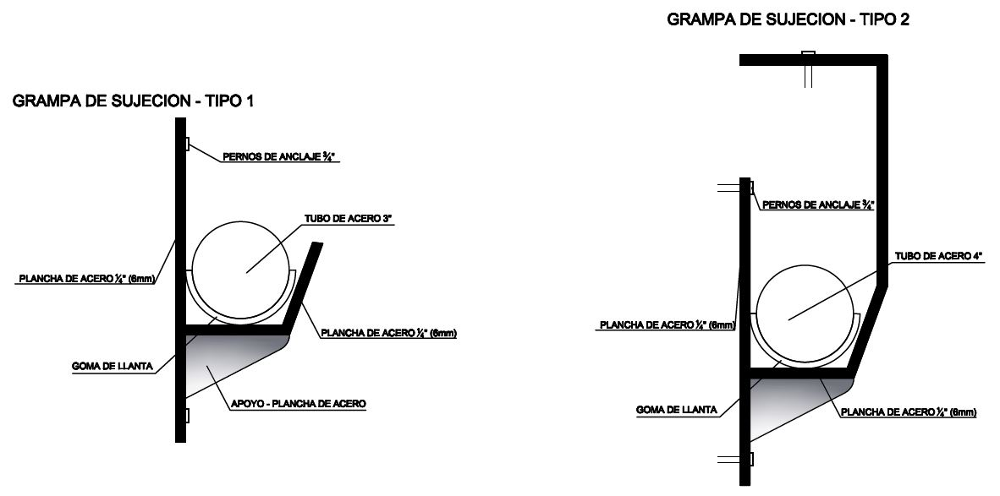 GRAMPA DE SUJECION - TIPO 1
PERNOS DE ANCLAJE ¾"
TUBO DE ACERO 3"
PLANCHA DE ACERO ¼" (6mm)
PLANCHA DE ACERO ¼" (6mm)
GOMA DE LLANTA
APOYO - PLANCHA DE ACERO
GRAMPA DE SUJECION - TIPO 2
PERNOS DE ANCLAJE ¾"
TUBO DE ACERO 4"
PLANCHA DE ACERO ¼" (6mm)
GOMA DE LLANTA
PLANCHA DE ACERO ¼" (6mm)